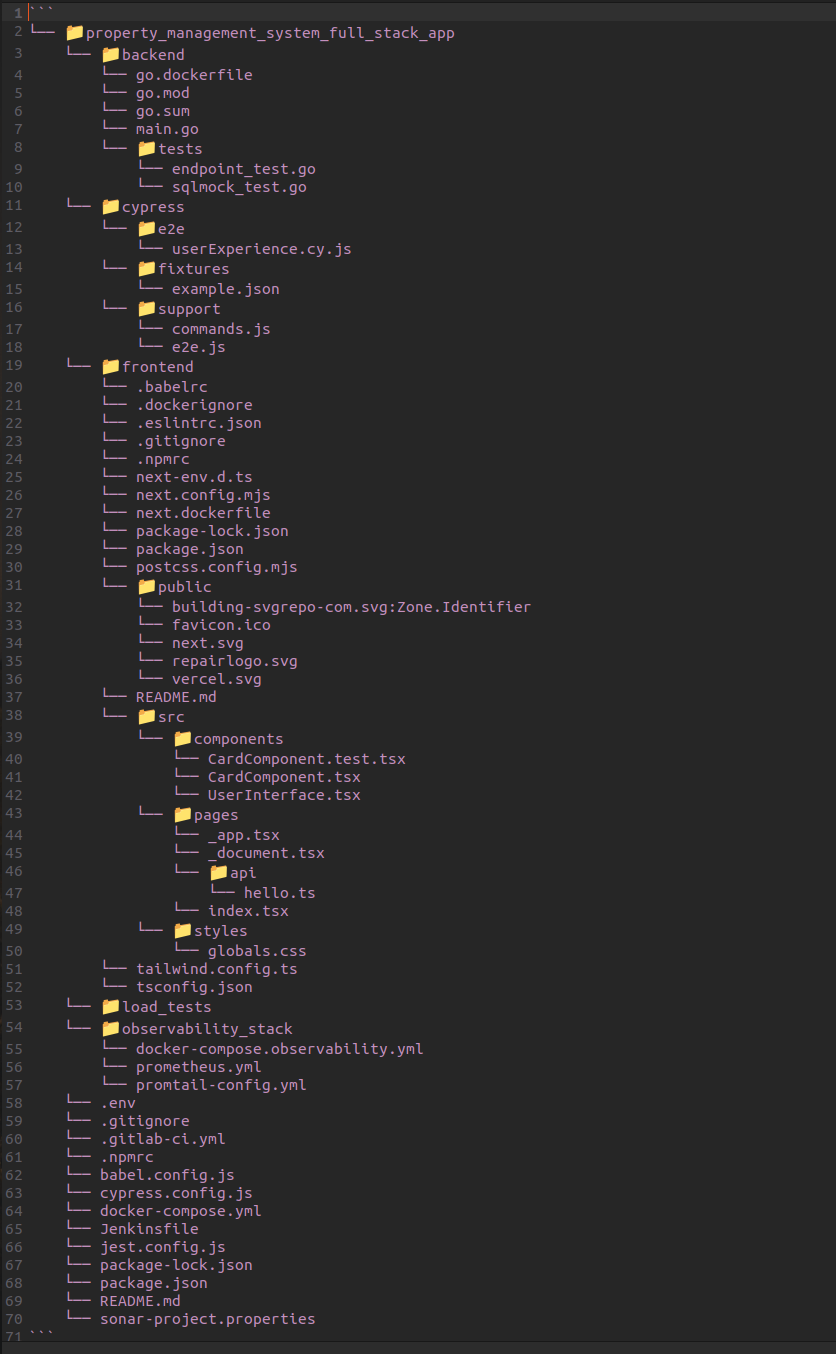 1 ```
2 └── 📁property_management_system_full_stack_app
3     └── 📁backend
4         └── go.dockerfile
5         └── go.mod
6         └── go.sum
7         └── main.go
8         └── 📁tests
9             └── endpoint_test.go
10             └── sqlmock_test.go
11     └── 📁cypress
12         └── 📁e2e
13             └── userExperience.cy.js
14         └── 📁fixtures
15             └── example.json
16         └── 📁support
17             └── commands.js
18             └── e2e.js
19     └── 📁frontend
20         └── .babelrc
21         └── .dockerignore
22         └── .eslintrc.json
23         └── .gitignore
24         └── .npmrc
25         └── next-env.d.ts
26         └── next.config.mjs
27         └── next.dockerfile
28         └── package-lock.json
29         └── package.json
30         └── postcss.config.mjs
31         └── 📁public
32             └── building-svgrepo-com.svg:Zone.Identifier
33             └── favicon.ico
34             └── next.svg
35             └── repairlogo.svg
36             └── vercel.svg
37         └── README.md
38         └── 📁src
39             └── 📁components
40                 └── CardComponent.test.tsx
41                 └── CardComponent.tsx
42                 └── UserInterface.tsx
43             └── 📁pages
44                 └── _app.tsx
45                 └── _document.tsx
46                 └── 📁api
47                     └── hello.ts
48                 └── index.tsx
49             └── 📁styles
50                 └── globals.css
51         └── tailwind.config.ts
52         └── tsconfig.json
53     └── 📁load_tests
54     └── 📁observability_stack
55         └── docker-compose.observability.yml
56         └── prometheus.yml
57         └── promtail-config.yml
58     └── .env
59     └── .gitignore
60     └── .gitlab-ci.yml
61     └── .npmrc
62     └── babel.config.js
63     └── cypress.config.js
64     └── docker-compose.yml
65     └── Jenkinsfile
66     └── jest.config.js
67     └── package-lock.json
68     └── package.json
69     └── README.md
70     └── sonar-project.properties
71 ```